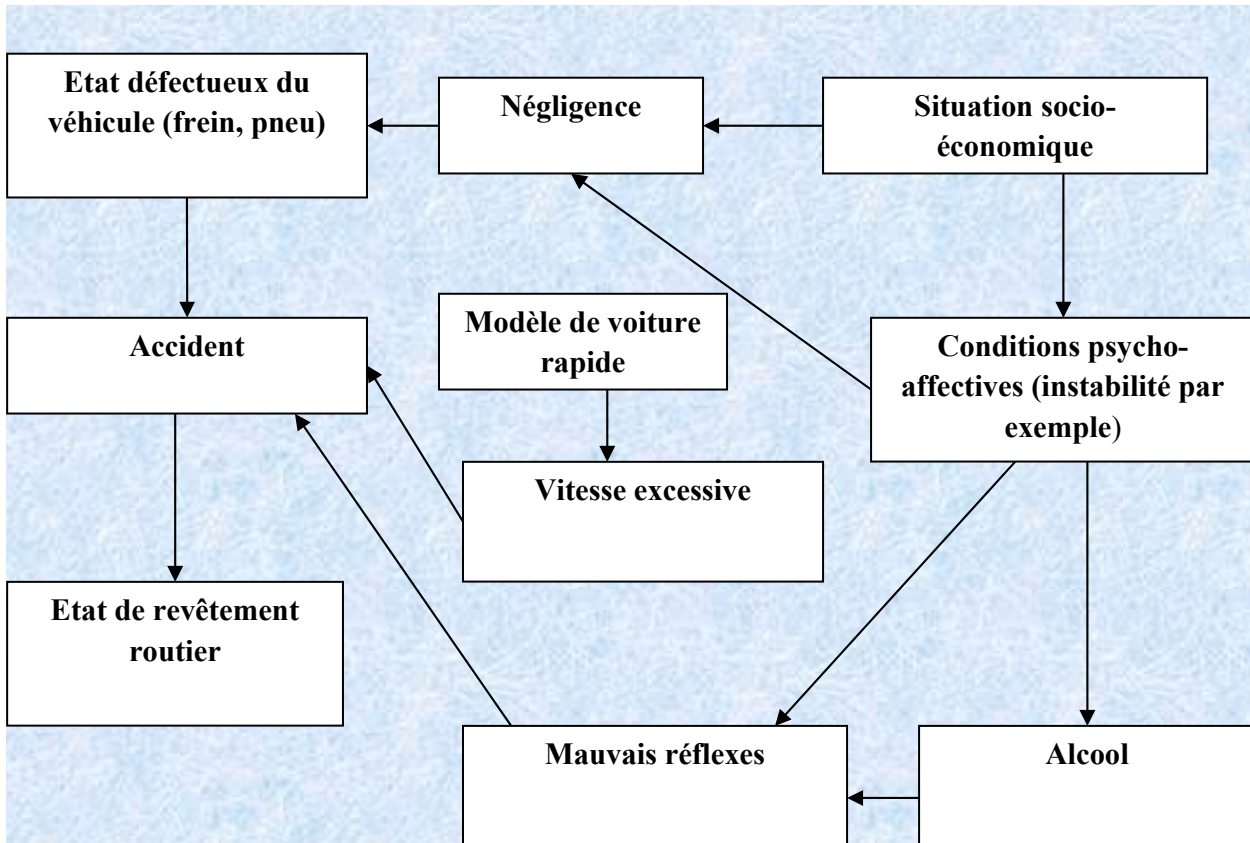 Etat défectueux du
véhicule (frein, pneu)
Négligence
Situation socio-
économique
Accident
Modèle de voiture
rapide
Conditions psycho-
affectives (instabilité par
exemple)
Vitesse excessive
Etat de revêtement
routier
Mauvais réflexes
Alcool